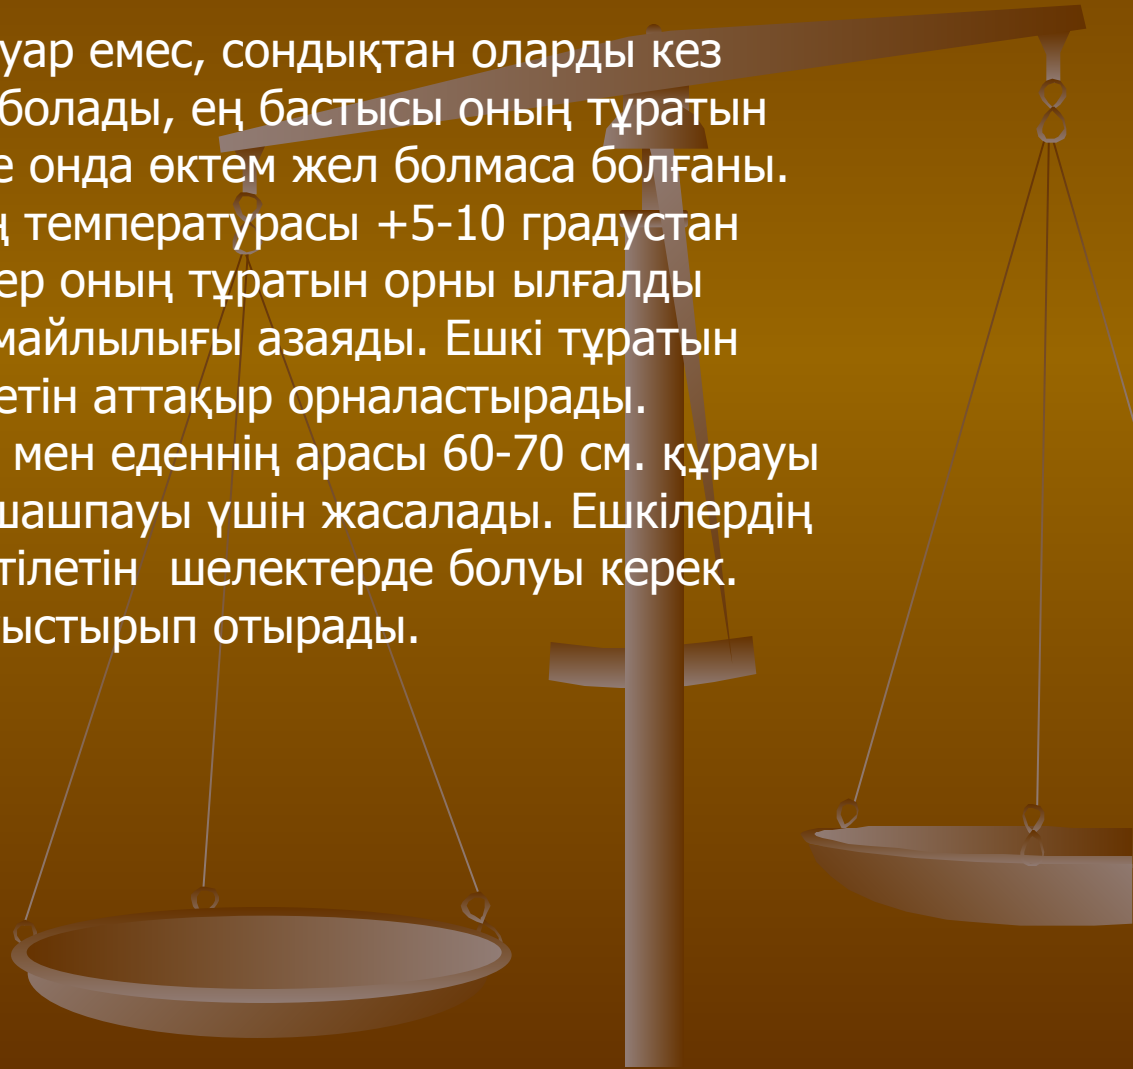 уар емес, сондықтан оларды кез
болады, ең бастысы оның тұратын
е онда өктем жел болмаса болғаны.
ң температурасы +5-10 градустан
ер оның тұратын орны ылғалды
майлылығы азаяды. Ешкі тұратын
етін аттақыр орналастырады.
мен еденнің арасы 60-70 см. құрауы
шашпауы үшін жасалады. Ешкілердің
тілетін шелектерде болуы керек.
ыстырып отырады.